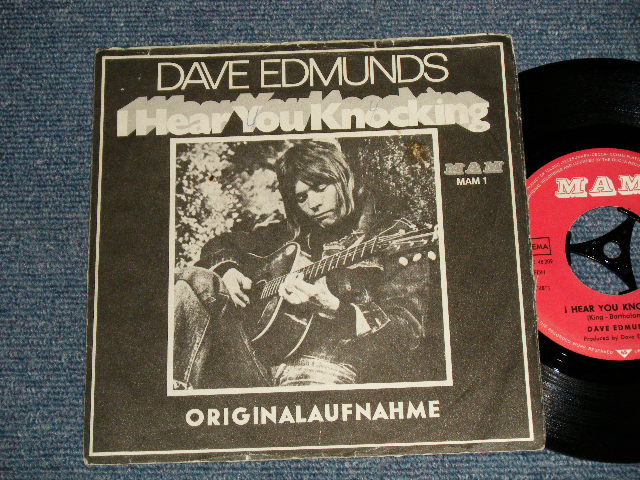 DAVE EDMUNDS
I Hear You Knocking
MAM
MAM 1
ORIGINALAUFNAHME
MAM
I HEAR YOU KNO
(King - Bartholom
DAVE EDMU
Produced by Dave E